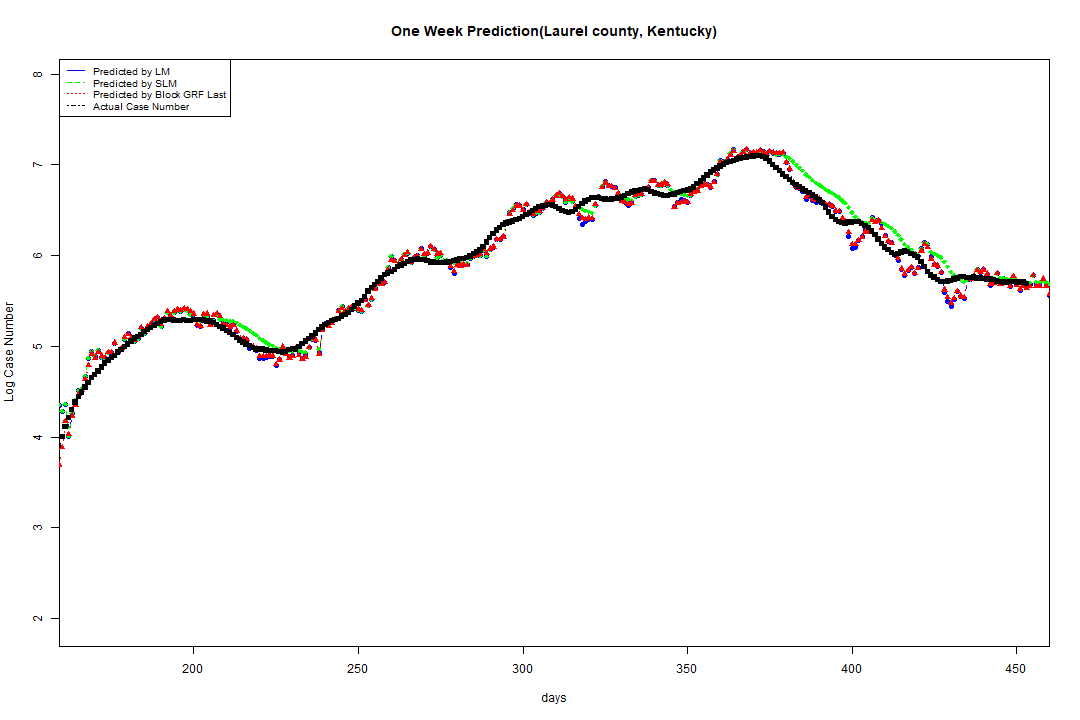 One Week Prediction(Laurel county, Kentucky)
Predicted by LM
Predicted by SLM
Predicted by Block GRF Last
Actual Case Number
8
7
6
5
4
3
2
Log Case Number
200 250 300 350 400 450
days